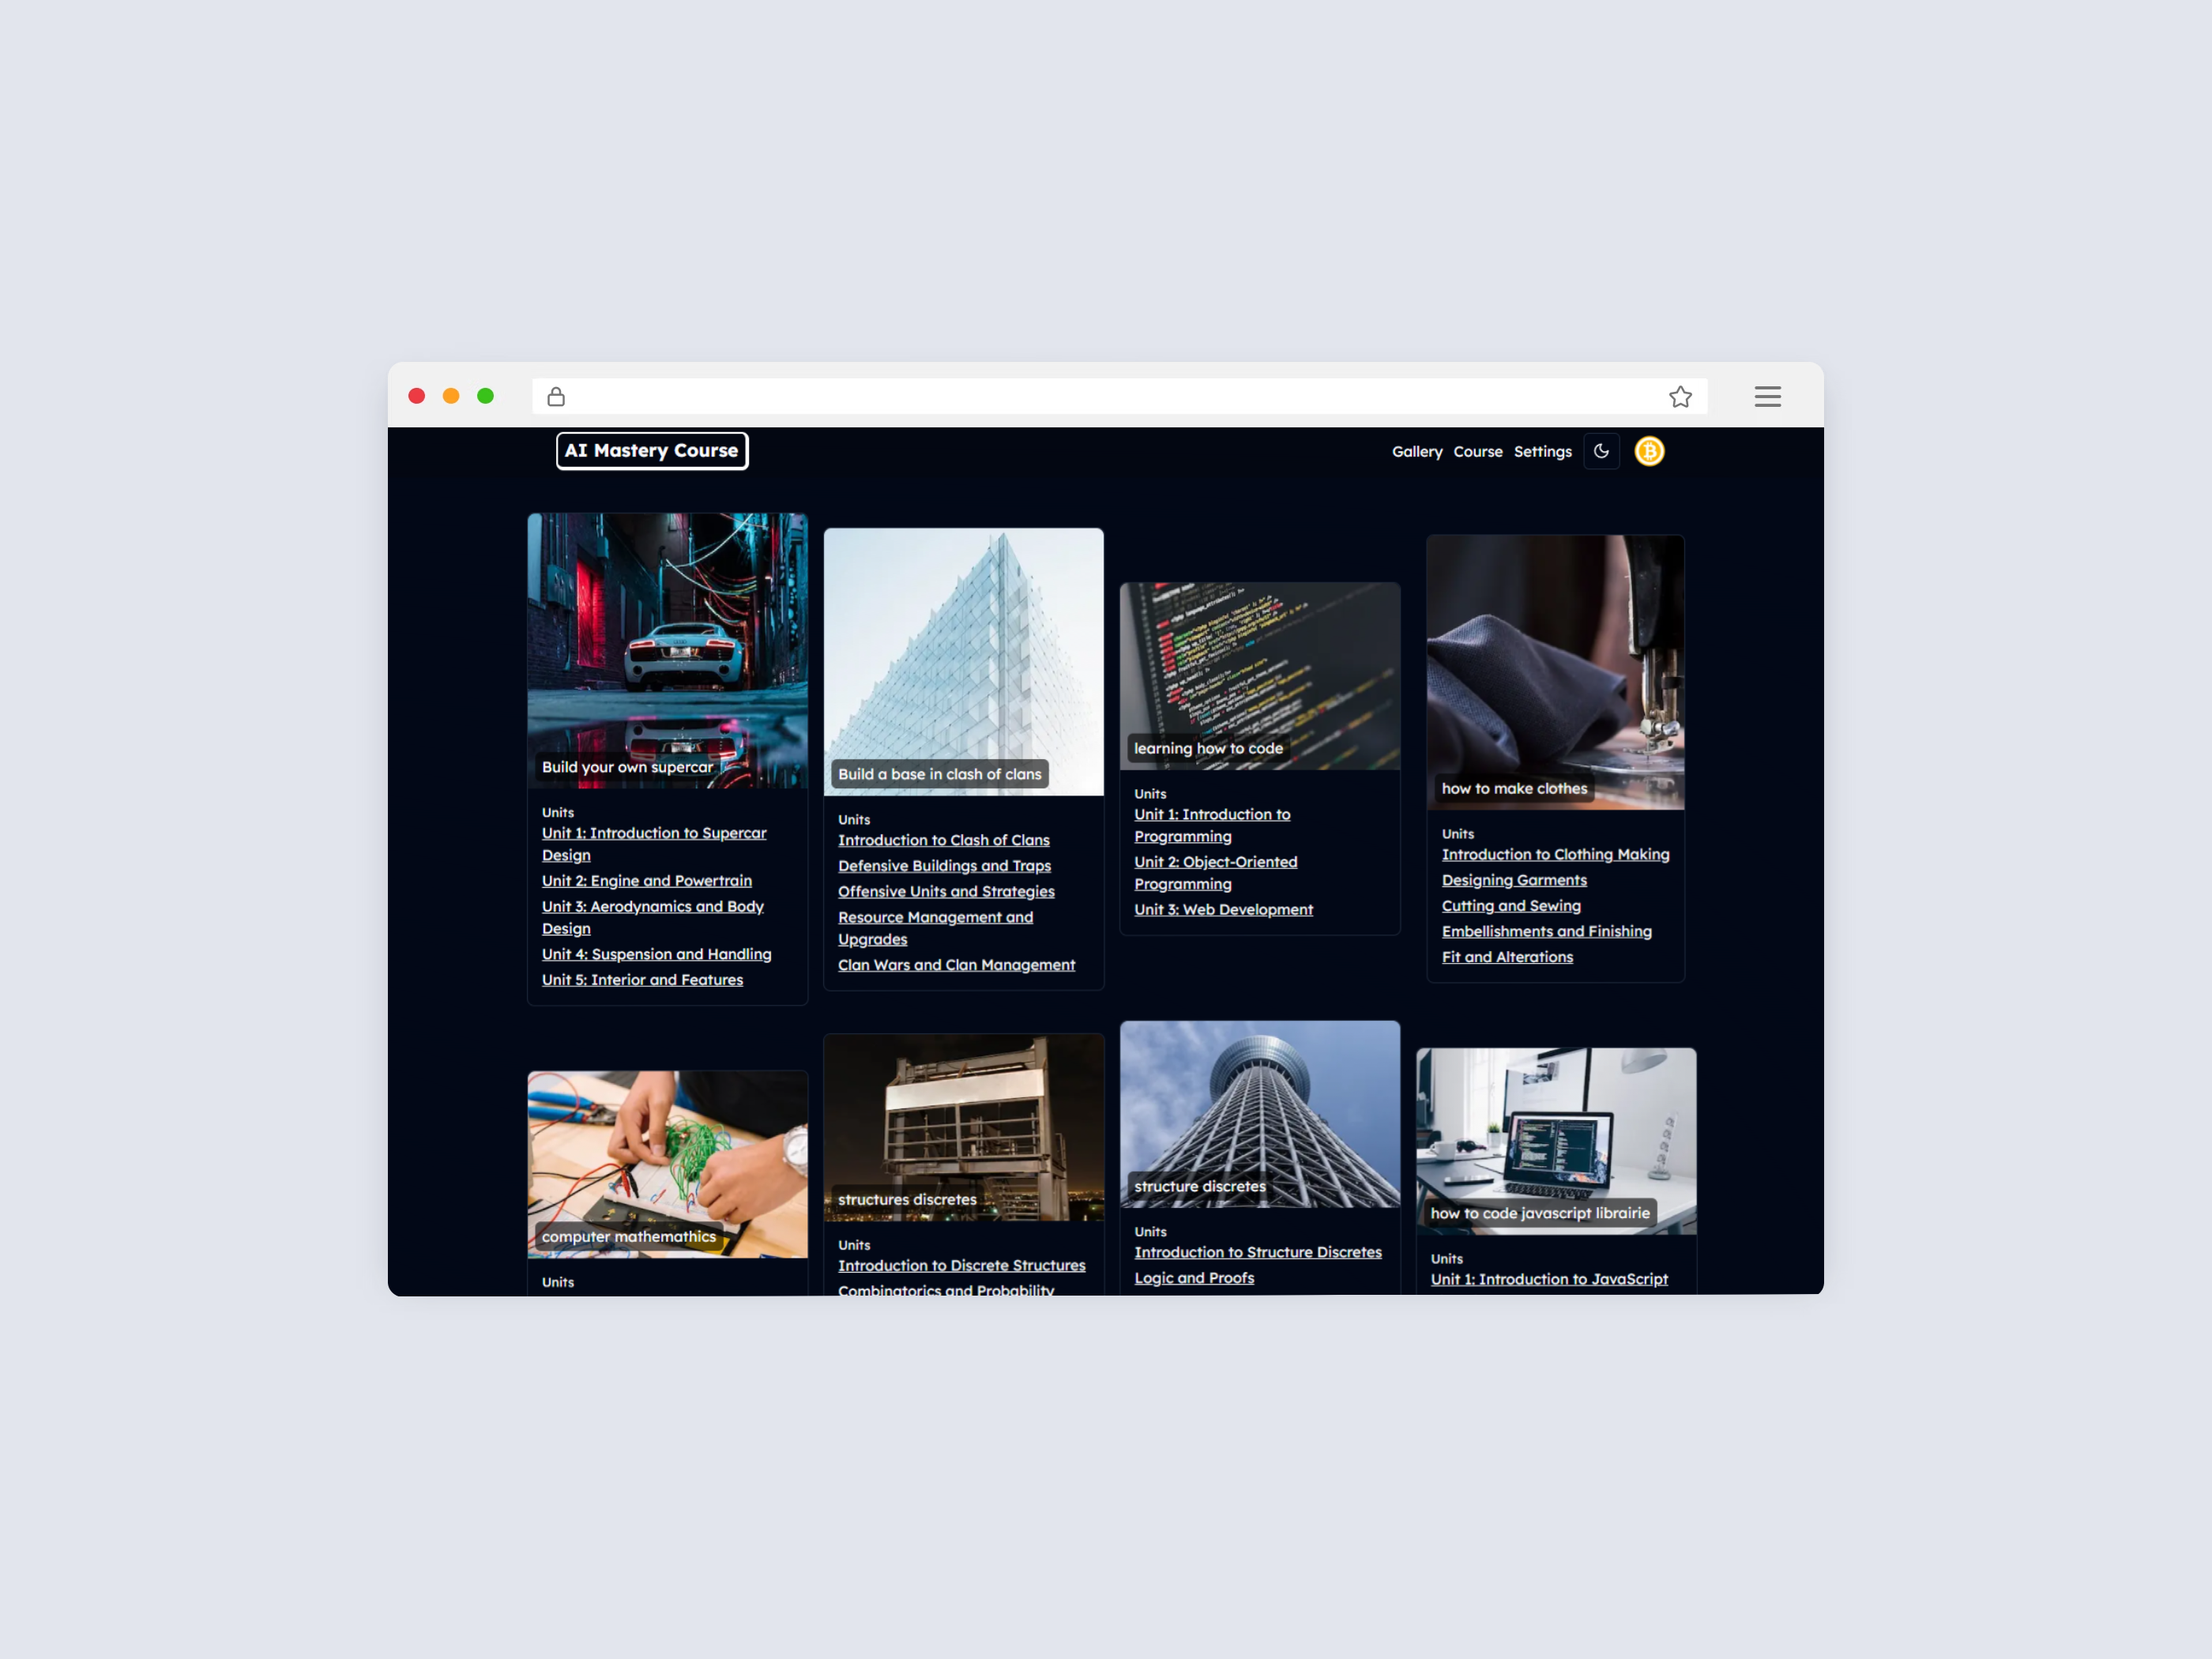 AI Mastery Course
Gallery Course Settings
Build your own supercar
Units
Unit 1: Introduction to Supercar
Design
Unit 2: Engine and Powertrain
Unit 3: Aerodynamics and Body
Design
Unit 4: Suspension and Handling
Unit 5: Interior and Features
Build a base in clash of clans
Units
Introduction to Clash of Clans
Defensive Buildings and Traps
Offensive Units and Strategies
Resource Management and
Upgrades
Clan Wars and Clan Management
learning how to code
Units
Unit 1: Introduction to
Programming
Unit 2: Object-Oriented
Programming
Unit 3: Web Development
how to make clothes
Units
Introduction to Clothing Making
Designing Garments
Cutting and Sewing
Embellishments and Finishing
Fit and Alterations
computer mathemathics
Units
structures discretes
Units
Introduction to Discrete Structures
Combinatorics and Probability
structure discretes
Units
Introduction to Structure Discretes
Logic and Proofs
how to code javascript librairie
Units
Unit 1: Introduction to JavaScript